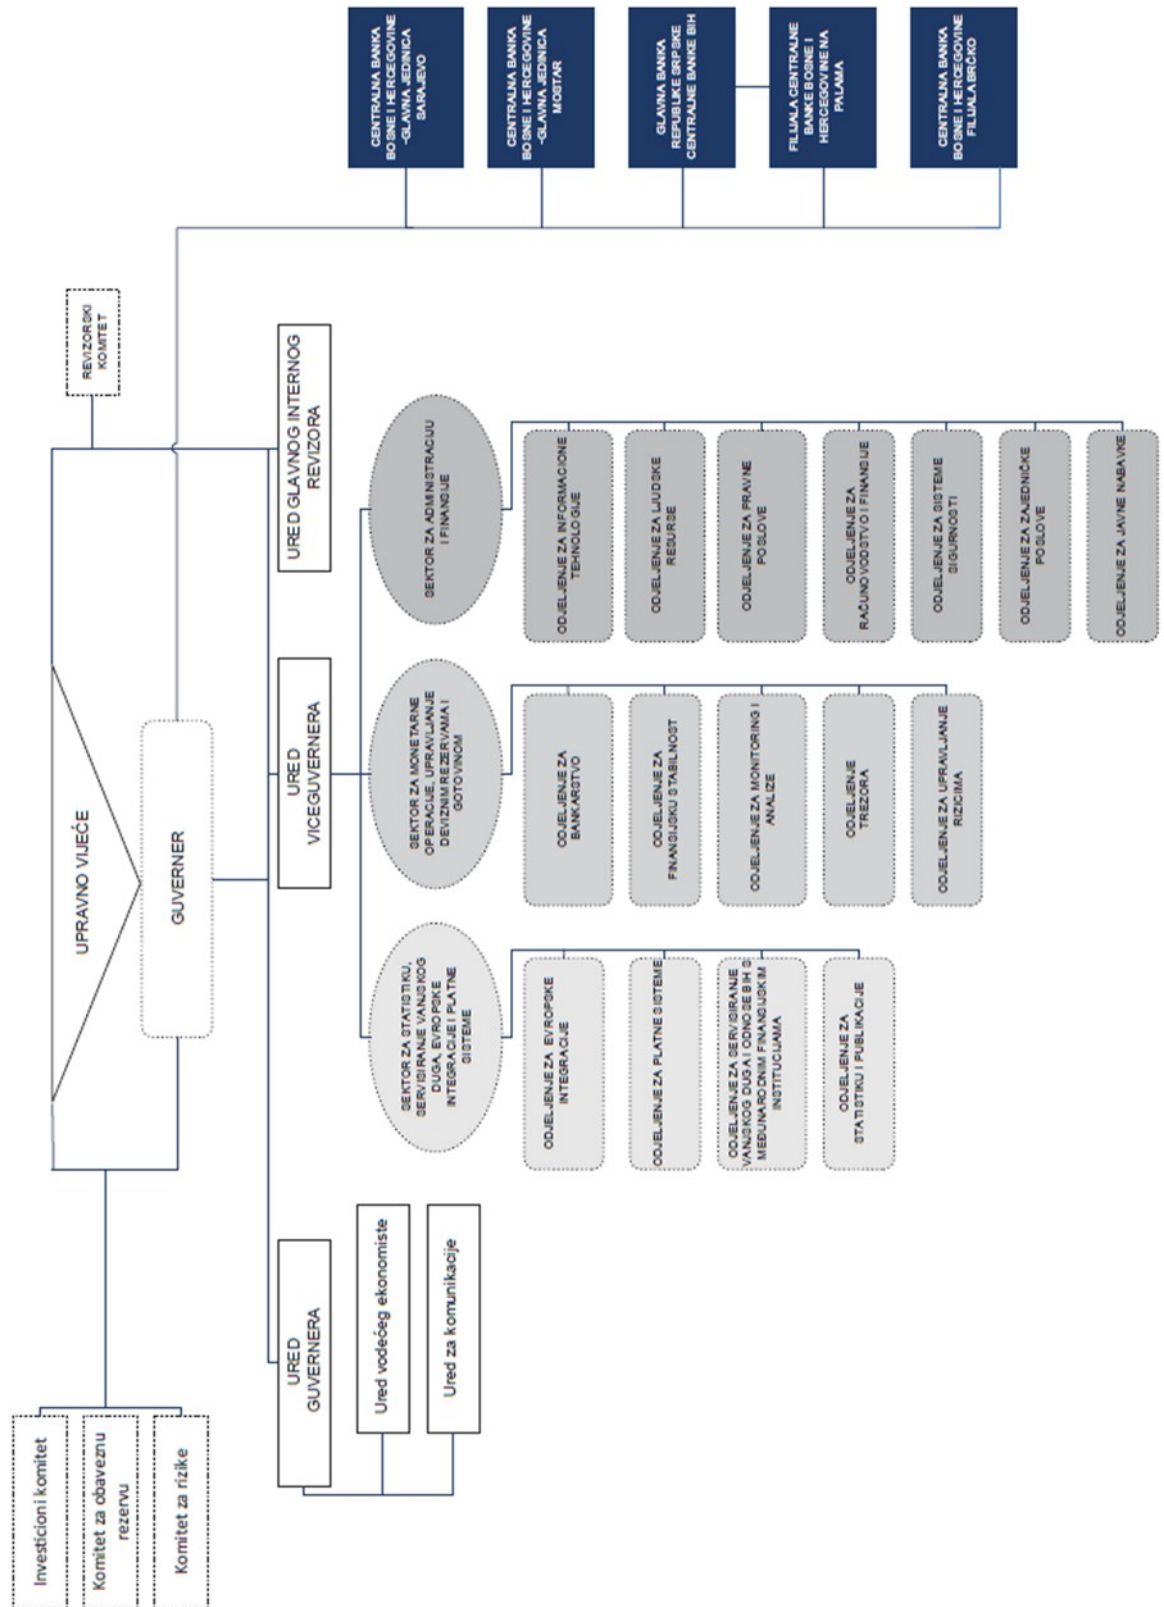 Investicioni komitet
Komitet za obaveznu
rezervu
Komitet za rizike
UPRAVNO VIJEĆE
GUVERNER
REVIZORSKI
KOMITET
URED
GUVERNERA
Ured vodećeg ekonomiste
Ured za komunikacije
URED
VICEGUVERNERA
URED GLAVNOG INTERNOG
REVIZORA
SEKTOR ZA STATISTIKU,
SERVISIRANJE VANJSKOG
DUGA, EVROPSKE
INTEGRACIJE I PLATNE
SISTEME
ODJELJENJE ZA EVROPSKE
INTEGRACIJE
ODJELJENJE ZA PLATNE SISTEME
ODJELJENJE ZA SERVISIRANJE
VANJSKOG DUGA I ODNOSE BIH S
MEĐUNARODNIM FINANSIJSKIM
INSTITUCIJAMA
ODJELJENJE ZA
STATISTIKU I PUBLIKACIJE
SEKTOR ZA MONETARNE
OPERACIJE, UPRAVLJANJE
DEVIZNIM REZERVAMA I
GOTOVINOM
ODJELJENJE ZA
BANKARSTVO
ODJELJENJE ZA
FINANSIJSKU STABILNOST
ODJELJENJE ZA MONITORING I
ANALIZE
ODJELJENJE
TREZORA
ODJELJENJE ZA UPRAVLJANJE
RIZICIMA
SEKTOR ZA ADMINISTRACIJU
I FINANSIJE
ODJELJENJE ZA INFORMACIONE
TEHNOLOGIJE
ODJELJENJE ZA LJUDSKE
RESURSE
ODJELJENJE ZA PRAVNE
POSLOVE
ODJELJENJE ZA
RAČUNOVODSTVO I FINANSIJE
ODJELJENJE ZA SISTEME
SIGURNOSTI
ODJELJENJE ZA ZAJEDNIČKE
POSLOVE
ODJELJENJE ZA JAVNE NABAVKE
CENTRALNA BANKA
BOSNE I HERCEGOVINE
-GLAVNA JEDINICA
SARAJEVO
CENTRALNA BANKA
BOSNE I HERCEGOVINE
-GLAVNA JEDINICA
MOSTAR
GLAVNA BANKA
REPUBLIKE SRPSKE
CENTRALNE BANKE BIH
FILIJALA CENTRALNE
BANKE BOSNE I
HERCEGOVINE NA
PALAMA
CENTRALNA BANKA
BOSNE I HERCEGOVINE
FILIJALA BRČKO